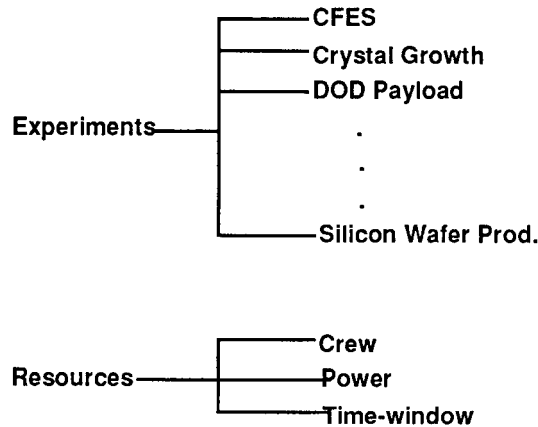 CFES
Crystal Growth
DOD Payload
Experiments
.
.
.
Silicon Wafer Prod.
Crew
Resources
Power
Time-window